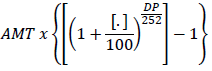 AMT x {[(1 + [.]/100)^(DP/252)] − 1}